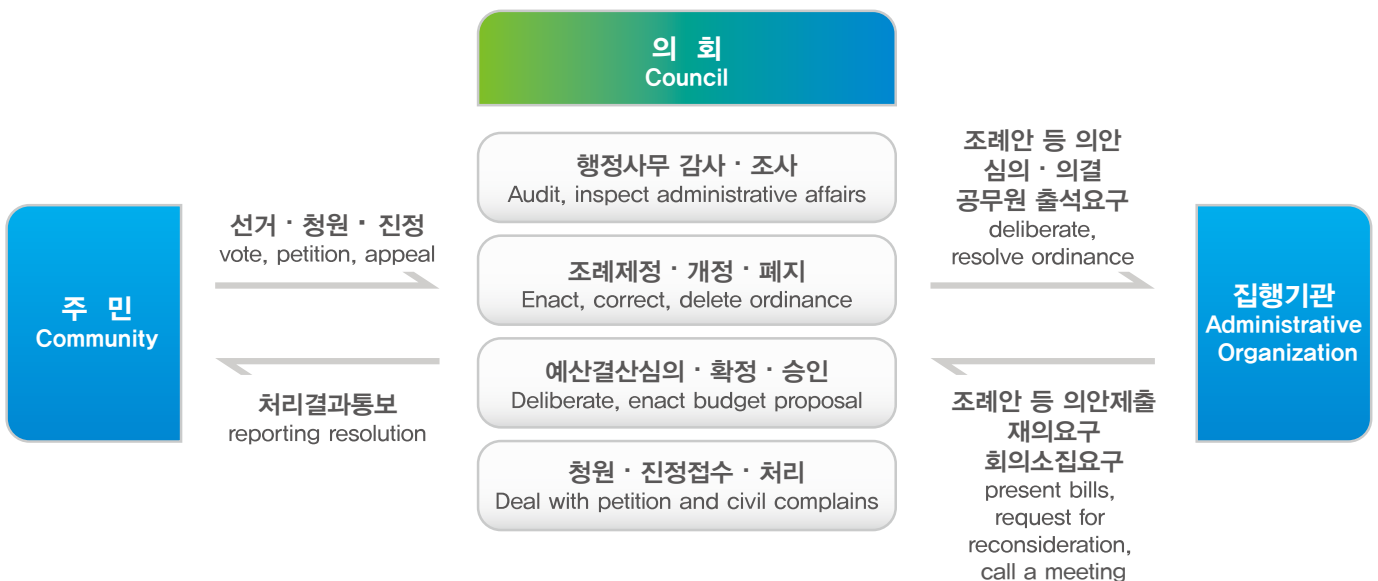 의 회
Council
주 민
Community
선거 · 청원 · 진정
vote, petition, appeal
처리결과통보
reporting resolution
행정사무 감사 · 조사
Audit, inspect administrative affairs
조례제정 · 개정 · 폐지
Enact, correct, delete ordinance
예산결산심의 · 확정 · 승인
Deliberate, enact budget proposal
청원 · 진정접수 · 처리
Deal with petition and civil complains
조례안 등 의안
심의 · 의결
공무원 출석요구
deliberate,
resolve ordinance
조례안 등 의안제출
재의요구
회의소집요구
present bills,
request for
reconsideration,
call a meeting
집행기관
Administrative
Organization